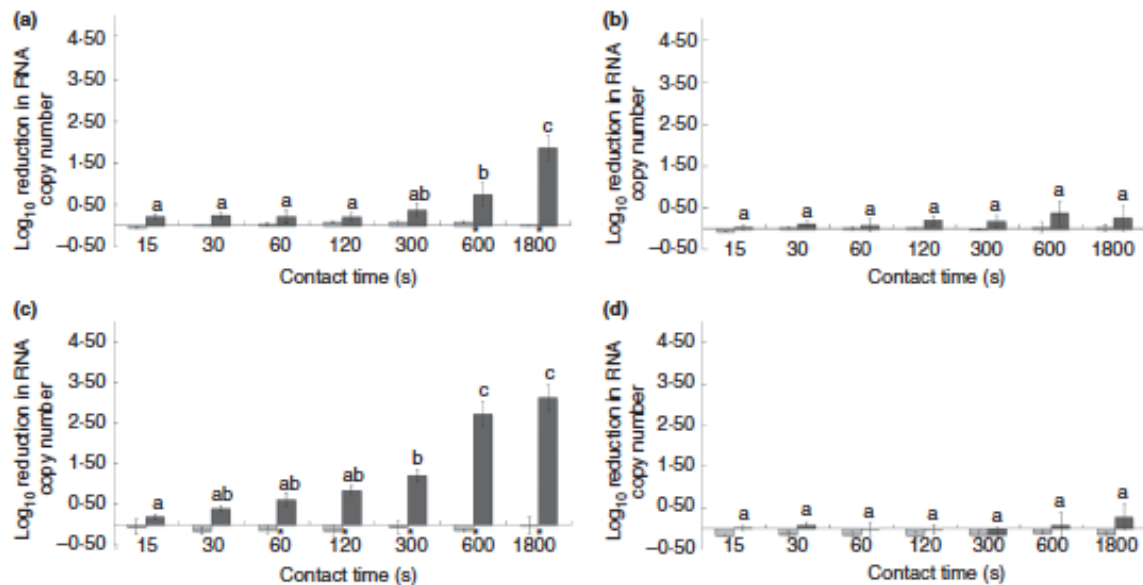 (a)
Log10 reduction in RNA
copy number
4·50
3·50
2·50
1·50
0·50
–0·50
a a a a ab b c
15 30 60 120 300 600 1800
* *
Contact time (s)
(b)
Log10 reduction in RNA
copy number
4·50
3·50
2·50
1·50
0·50
–0·50
a a a a a a a
15 30 60 120 300 600 1800
Contact time (s)
(c)
Log10 reduction in RNA
copy number
4·50
3·50
2·50
1·50
0·50
–0·50
a ab ab ab b c c
* * * * *
15 30 60 120 300 600 1800
Contact time (s)
(d)
Log10 reduction in RNA
copy number
4·50
3·50
2·50
1·50
0·50
–0·50
a a a a a a a
15 30 60 120 300 600 1800
Contact time (s)